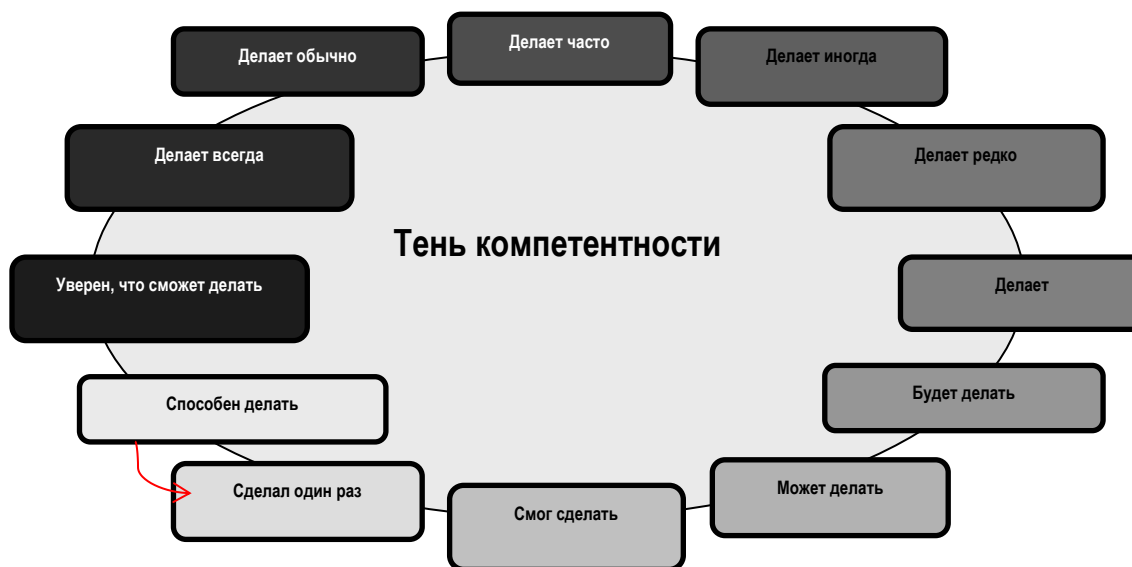 Делает обычно
Делает часто
Делает иногда
Делает всегда
Делает редко
Тень компетентности
Уверен, что сможет делать
Делает
Способен делать
Будет делать
Сделал один раз
Смог сделать
Может делать